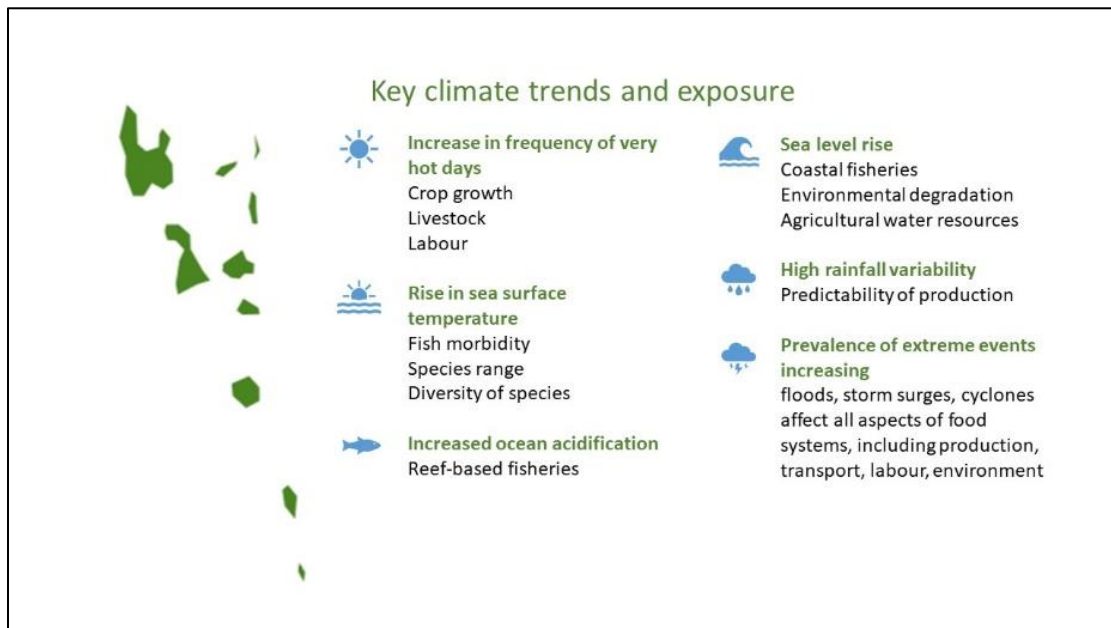 Key climate trends and exposure
Increase in frequency of very
hot days
Crop growth
Livestock
Labour
Rise in sea surface
temperature
Fish morbidity
Species range
Diversity of species
Increased ocean acidification
Reef-based fisheries
Sea level rise
Coastal fisheries
Environmental degradation
Agricultural water resources
High rainfall variability
Predictability of production
Prevalence of extreme events
increasing
floods, storm surges, cyclones
affect all aspects of food
systems, including production,
transport, labour, environment